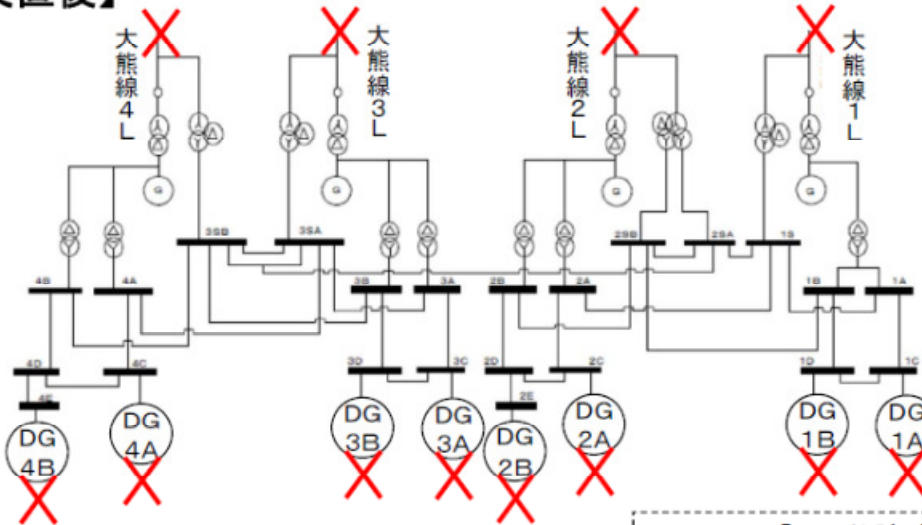 直後】
大熊線4L
大熊線3L
大熊線2L
大熊線1L
G
G
G
G
3SB
3SA
2SB
2SA
1S
4B
4A
3B
3A
2B
2A
1B
1A
4D
4C
3D
3C
2D
2C
1D
1C
4E
2E
DG
4B
DG
4A
DG
3B
DG
3A
DG
2B
DG
2A
DG
1B
DG
1A